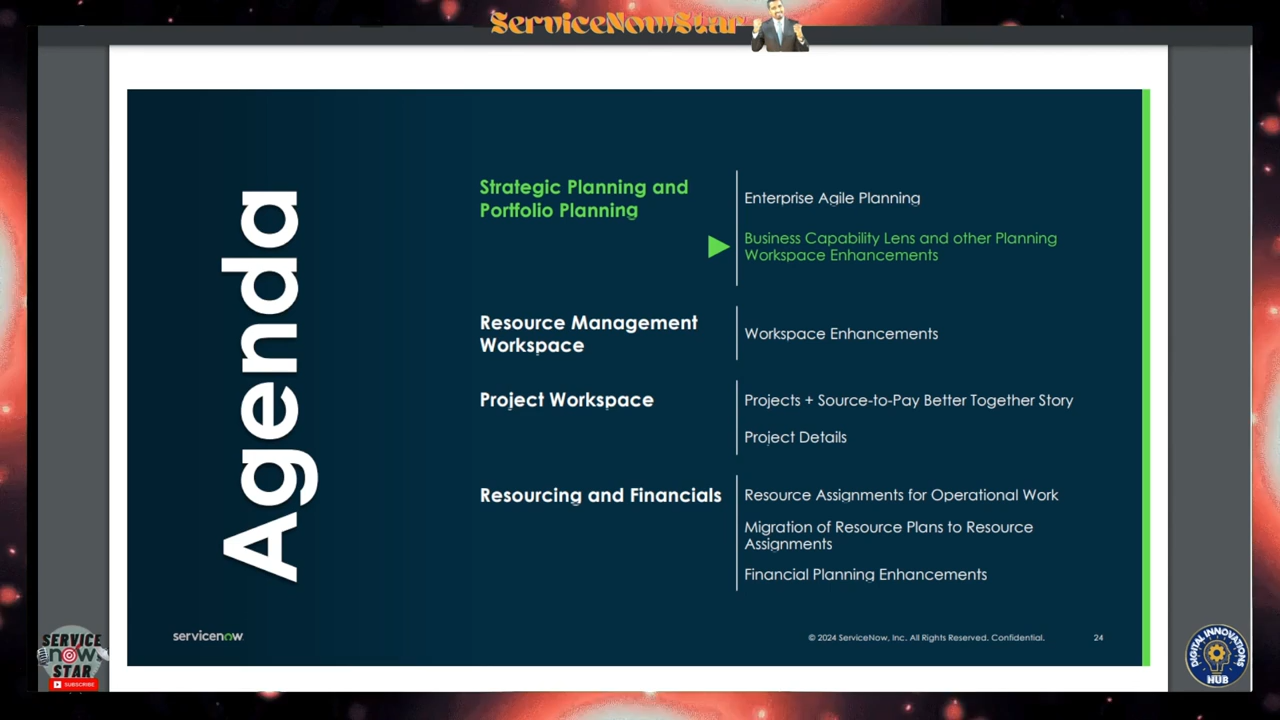 ServiceNowStar
Agenda
Strategic Planning and
Portfolio Planning
Enterprise Agile Planning
Business Capability Lens and other Planning
Workspace Enhancements
Resource Management
Workspace
Workspace Enhancements
Project Workspace
Projects + Source-to-Pay Better Together Story
Project Details
Resourcing and Financials
Resource Assignments for Operational Work
Migration of Resource Plans to Resource
Assignments
Financial Planning Enhancements
servicenow
© 2024 ServiceNow, Inc. All Rights Reserved. Confidential.
24
SERVICE
now
STAR
SUBSCRIBE
DIGITAL INNOVATIONS
HUB